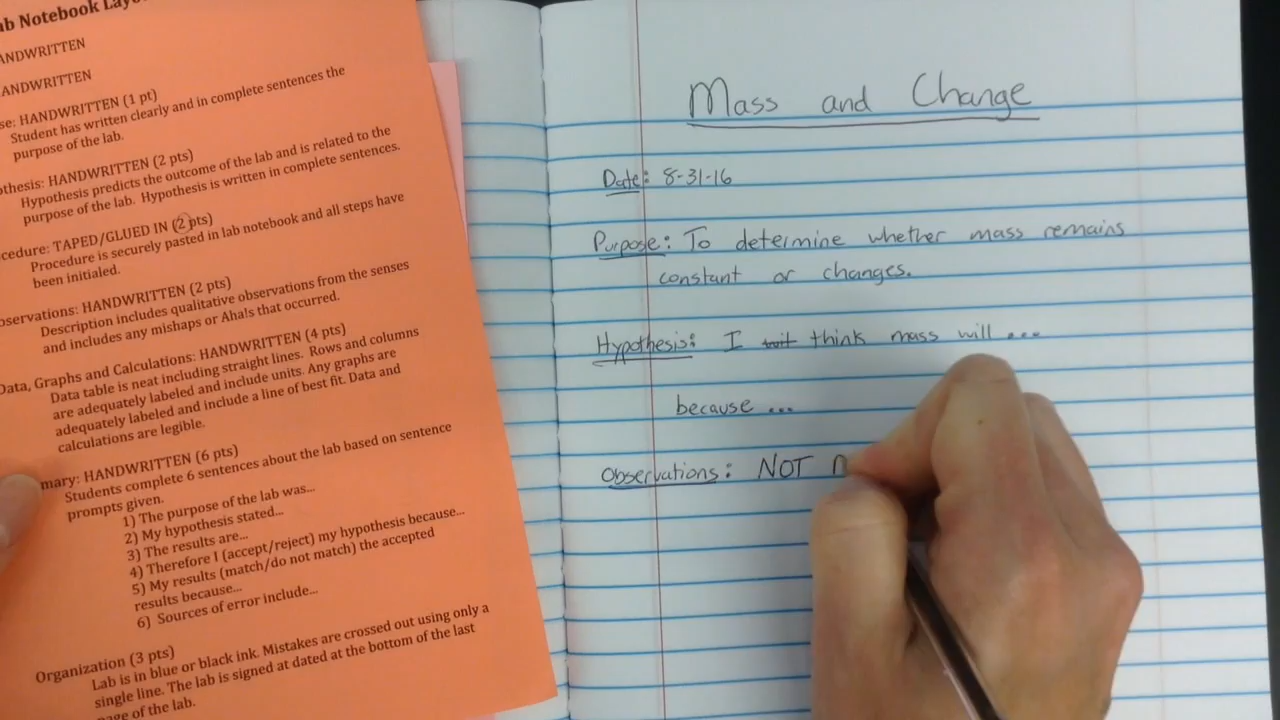 ab Notebook Layou
ANDWRITTEN
ANDWRITTEN
se: HANDWRITTEN (1 pt)
Student has written clearly and in complete sentences the
purpose of the lab.
othesis: HANDWRITTEN (2 pts)
Hypothesis predicts the outcome of the lab and is related to the
purpose of the lab. Hypothesis is written in complete sentences.
cedure: TAPED/GLUED IN (2 pts)
Procedure is securely pasted in lab notebook and all steps have
been initialed.
bservations: HANDWRITTEN (2 pts)
Description includes qualitative observations from the senses
and includes any mishaps or Aha!s that occurred.
Data, Graphs and Calculations: HANDWRITTEN (4 pts)
Data table is neat including straight lines. Rows and columns
are adequately labeled and include units. Any graphs are
adequately labeled and include a line of best fit. Data and
calculations are legible.
mary: HANDWRITTEN (6 pts)
Students complete 6 sentences about the lab based on sentence
prompts given.
1) The purpose of the lab was...
2) My hypothesis stated...
3) The results are...
4) Therefore I (accept/reject) my hypothesis because...
5) My results (match/do not match) the accepted
results because...
6) Sources of error include...
Organization (3 pts)
Lab is in blue or black ink. Mistakes are crossed out using only a
single line. The lab is signed at dated at the bottom of the last
page of the lab.
Mass and Change
Date: 8-31-16
Purpose: To determine whether mass remains
constant or changes.
Hypothesis: I think mass will ...
because ...
Observations: NOT